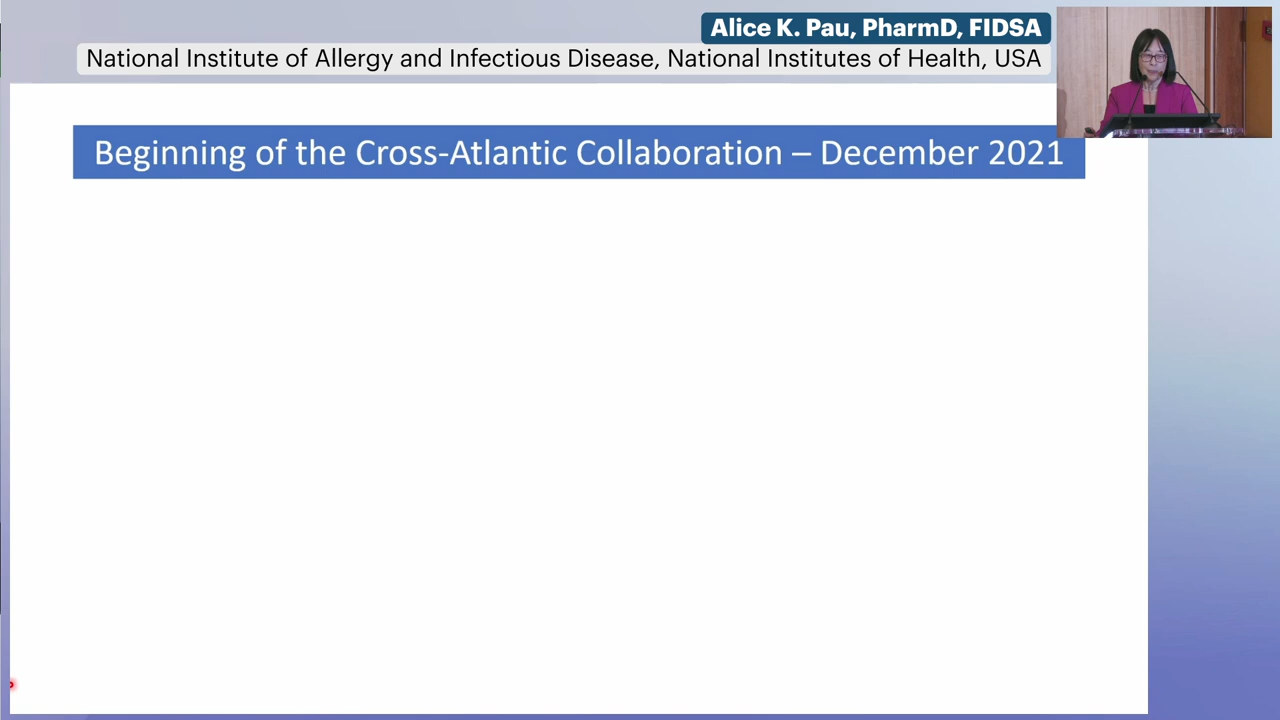 Alice K. Pau, PharmD, FIDSA
National Institute of Allergy and Infectious Disease, National Institutes of Health, USA
Beginning of the Cross-Atlantic Collaboration – December 2021